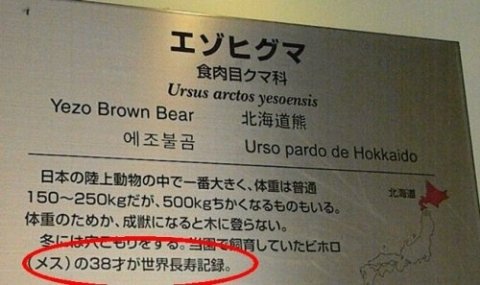 エゾヒグマ
食肉目クマ科
Ursus arctos yesoensis
Yezo Brown Bear 北海道熊
에조불곰 Urso pardo de Hokkaido
日本の陸上動物の中で一番大きく、体重は普通
150〜250kgだが、500kgちかくなるものもいる。
体重のためか、成獣になると木に登らない。
冬には穴ごもりをする。当園で飼育していたビホロ
(メス)の38才が世界長寿記録。
北海道